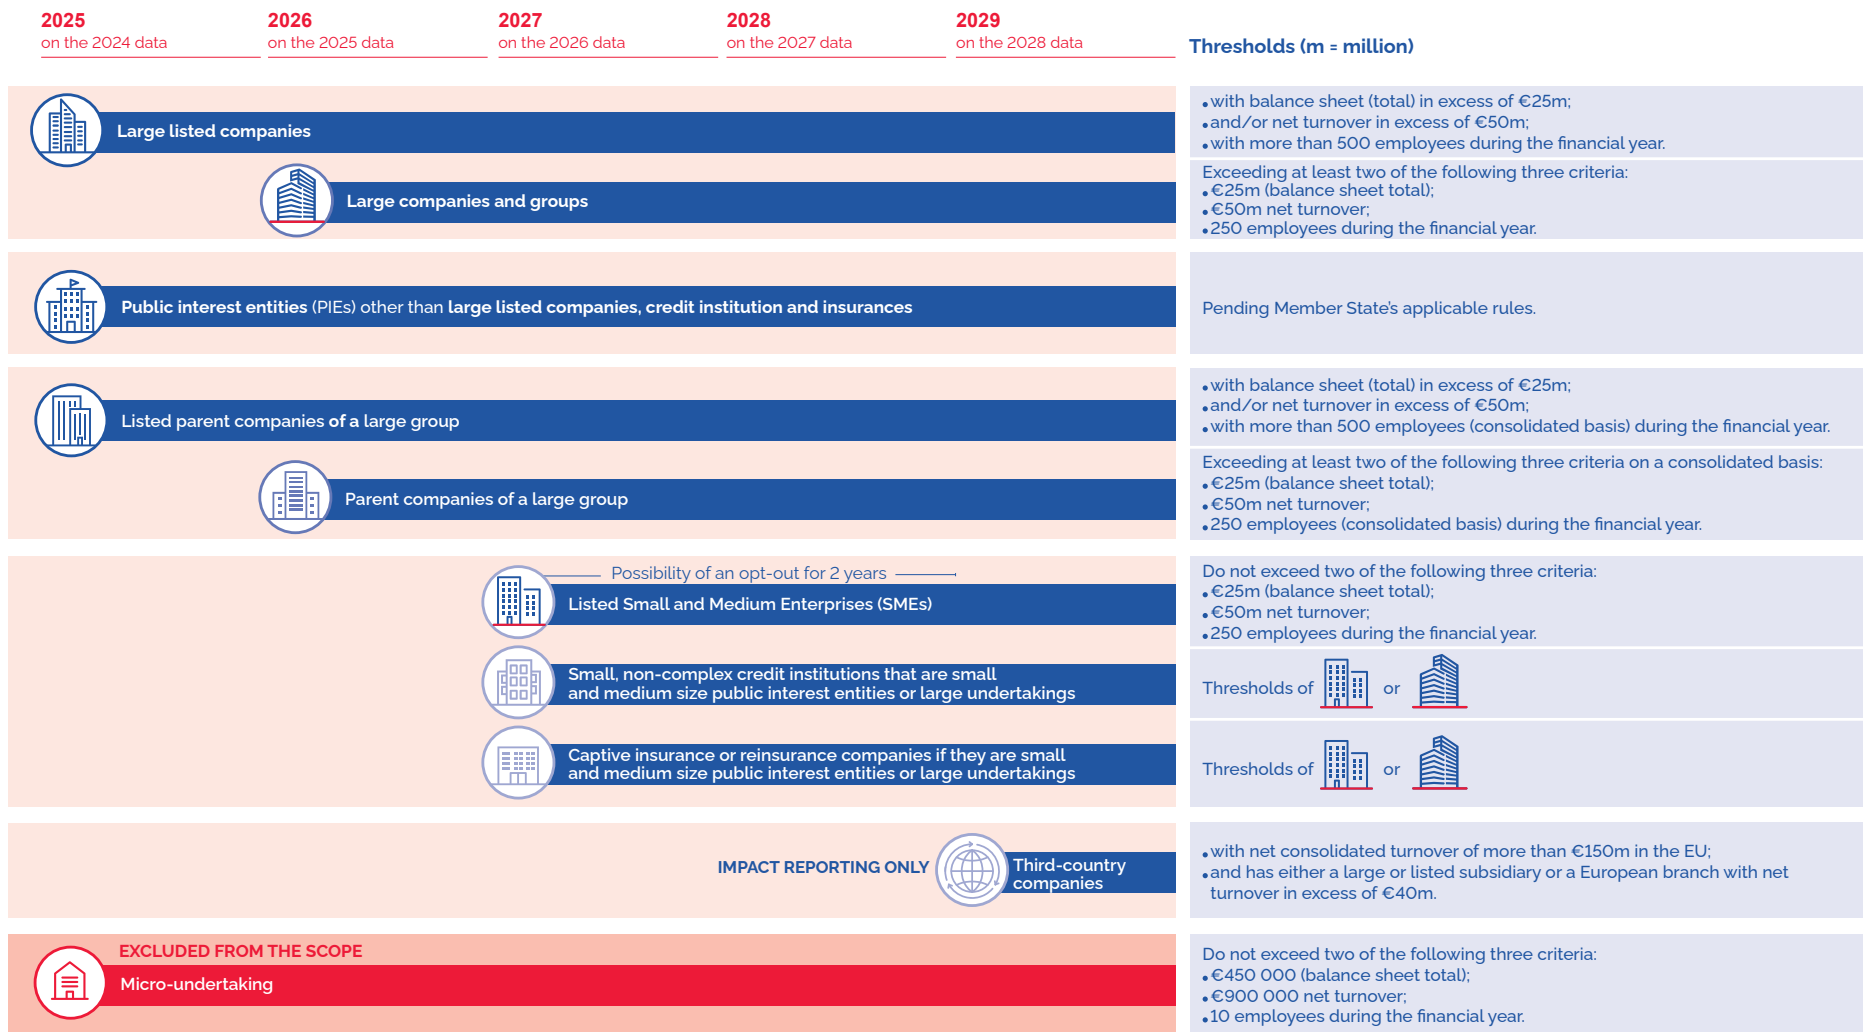 2025
on the 2024 data
2026
on the 2025 data
2027
on the 2026 data
2028
on the 2027 data
2029
on the 2028 data
Thresholds (m = million)
Large listed companies
• with balance sheet (total) in excess of €25m;
• and/or net turnover in excess of €50m;
• with more than 500 employees during the financial year.
Large companies and groups
Exceeding at least two of the following three criteria:
• €25m (balance sheet total);
• €50m net turnover;
• 250 employees during the financial year.
Public interest entities (PIEs) other than large listed companies, credit institution and insurances
Pending Member State's applicable rules.
Listed parent companies of a large group
• with balance sheet (total) in excess of €25m;
• and/or net turnover in excess of €50m;
• with more than 500 employees (consolidated basis) during the financial year.
Parent companies of a large group
Exceeding at least two of the following three criteria on a consolidated basis:
• €25m (balance sheet total);
• €50m net turnover;
• 250 employees (consolidated basis) during the financial year.
Possibility of an opt-out for 2 years
Listed Small and Medium Enterprises (SMEs)
Do not exceed two of the following three criteria:
• €25m (balance sheet total);
• €50m net turnover;
• 250 employees during the financial year.
Small, non-complex credit institutions that are small
and medium size public interest entities or large undertakings
Thresholds of or
Captive insurance or reinsurance companies if they are small
and medium size public interest entities or large undertakings
Thresholds of or
IMPACT REPORTING ONLY
Third-country
companies
• with net consolidated turnover of more than €150m in the EU;
• and has either a large or listed subsidiary or a European branch with net
turnover in excess of €40m.
EXCLUDED FROM THE SCOPE
Micro-undertaking
Do not exceed two of the following three criteria:
• €450 000 (balance sheet total);
• €900 000 net turnover;
• 10 employees during the financial year.